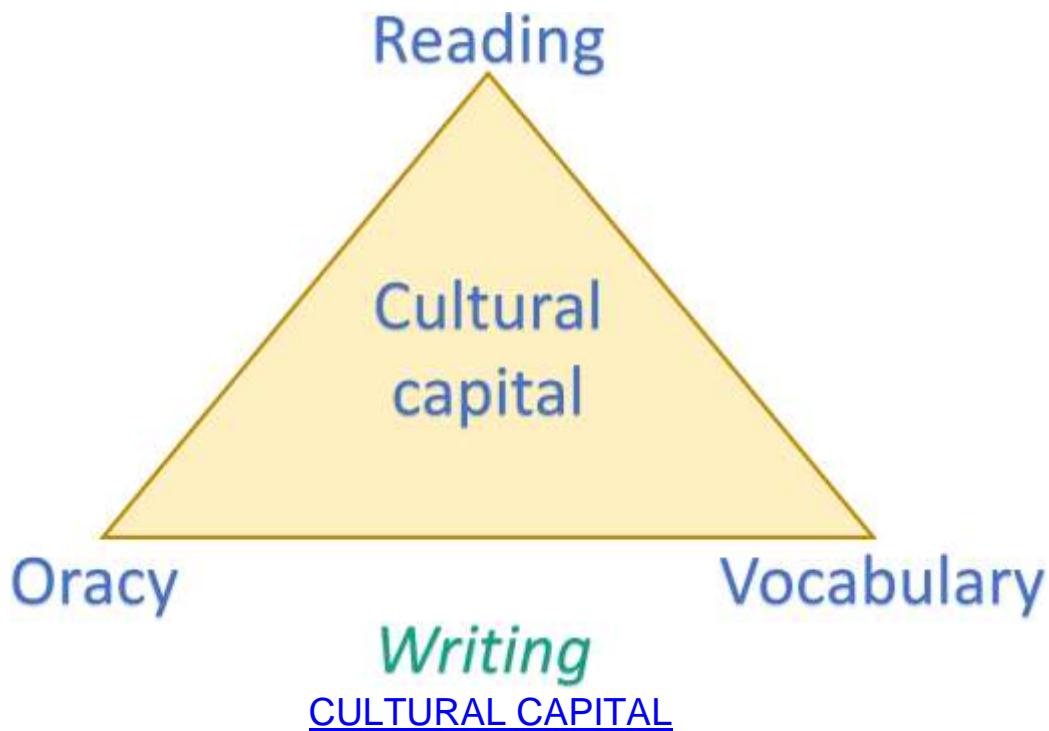 Reading
Cultural
capital
Oracy
Vocabulary
Writing
CULTURAL CAPITAL